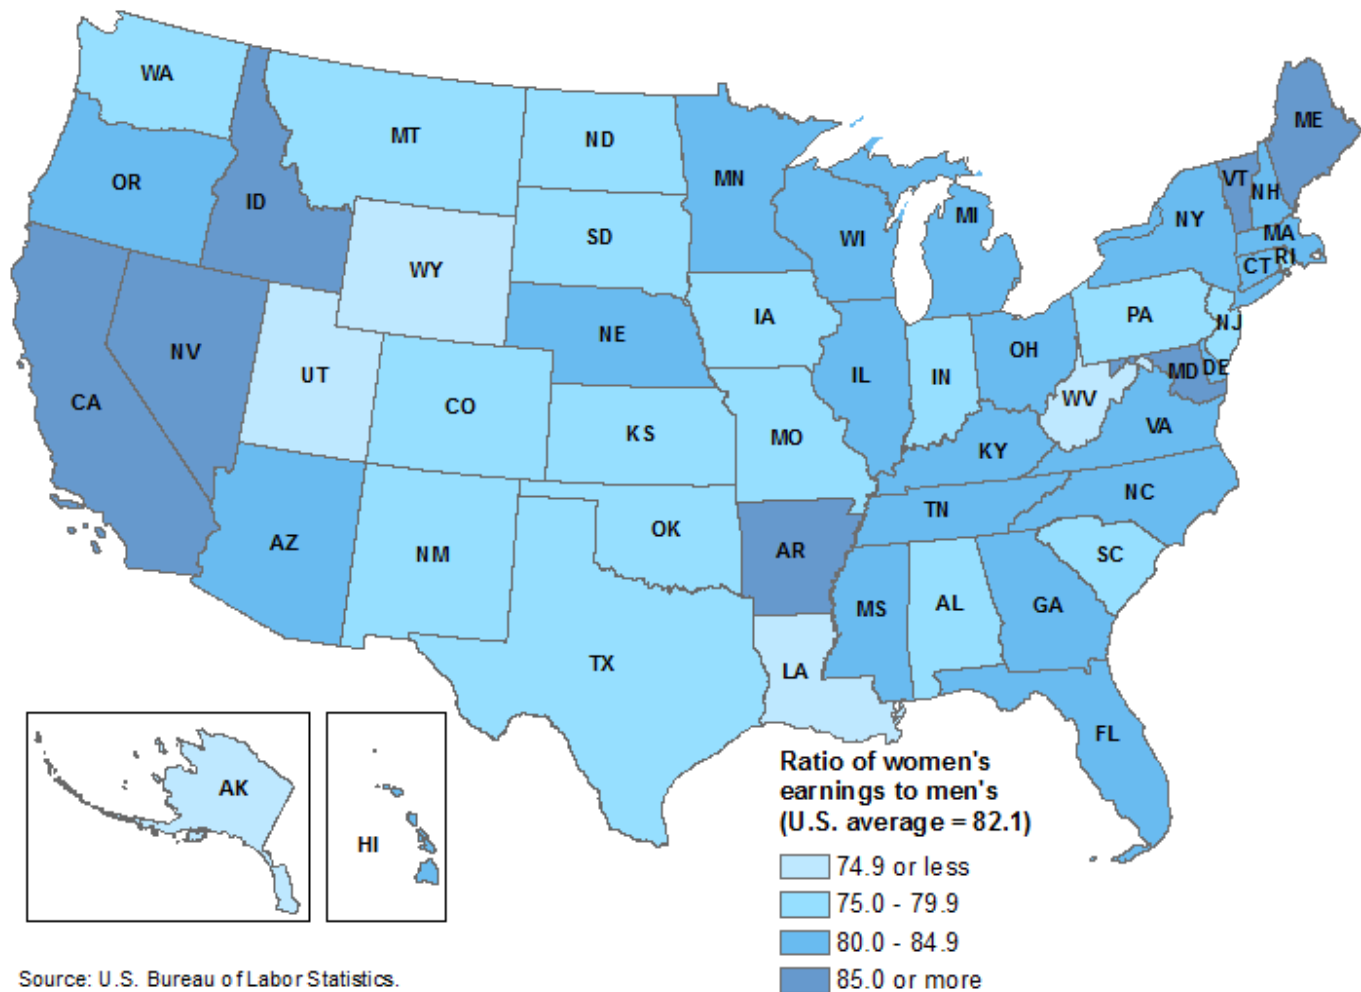 WA
MT
ND
MN
ME
OR
ID
SD
WI
MI
VT
NH
NY
MA
CT
RI
WY
NE
IA
PA
NJ
NV
UT
CO
IL
IN
OH
MD
DE
CA
KS
MO
WV
KY
VA
AZ
NM
OK
AR
TN
NC
SC
TX
LA
MS
AL
GA
FL
AK
HI
Ratio of women's
earnings to men's
(U.S. average = 82.1)
74.9 or less
75.0 - 79.9
80.0 - 84.9
85.0 or more
Source: U.S. Bureau of Labor Statistics.